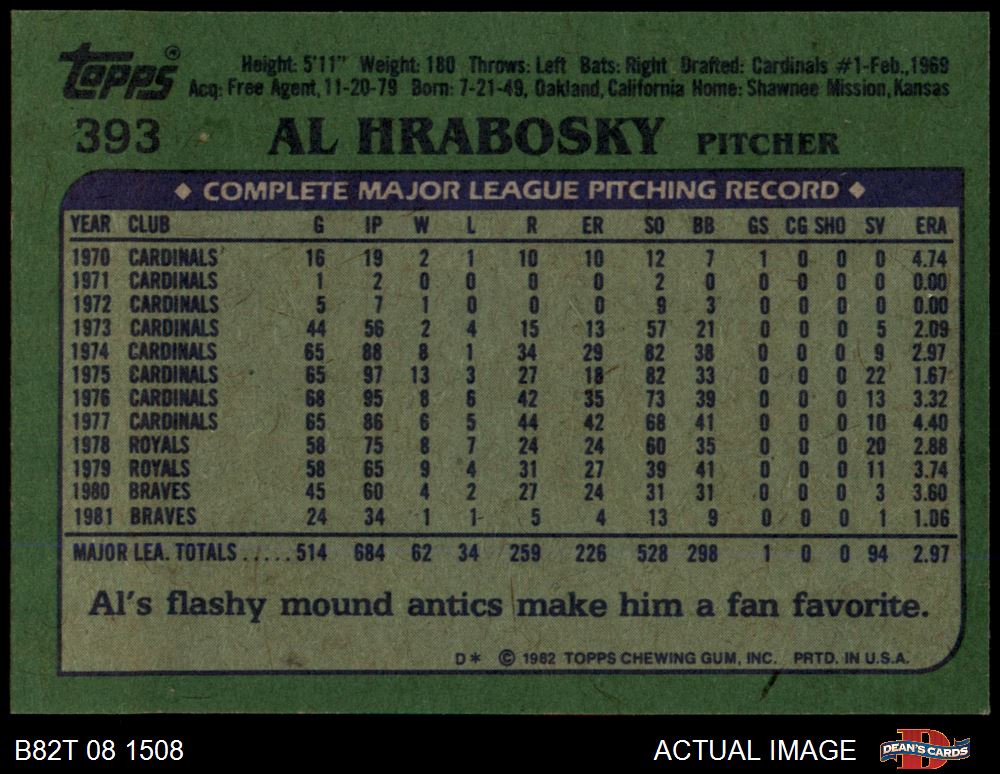 topps®
Height: 5'11" Weight: 180 Throws: Left Bats: Right Drafted: Cardinals #1-Feb.,1969
Acq: Free Agent, 11-20-79 Born: 7-21-49, Oakland, California Home: Shawnee Mission, Kansas
393 AL HRABOSKY PITCHER
◆ COMPLETE MAJOR LEAGUE PITCHING RECORD ◆
YEAR CLUB G IP W L R ER SO BB GS CG SHO SV ERA
1970 CARDINALS 16 19 2 1 10 10 12 7 1 0 0 0 4.74
1971 CARDINALS 1 2 0 0 0 0 2 0 0 0 0 0 0.00
1972 CARDINALS 5 7 1 0 0 0 9 3 0 0 0 0 0.00
1973 CARDINALS 44 56 2 4 15 13 57 21 0 0 0 5 2.09
1974 CARDINALS 65 88 8 1 34 29 82 38 0 0 0 9 2.97
1975 CARDINALS 65 97 13 3 27 18 82 33 0 0 0 22 1.67
1976 CARDINALS 68 95 8 6 42 35 73 39 0 0 0 13 3.32
1977 CARDINALS 65 86 6 5 44 42 68 41 0 0 0 10 4.40
1978 ROYALS 58 75 8 7 24 24 60 35 0 0 0 20 2.88
1979 ROYALS 58 65 9 4 31 27 39 41 0 0 0 11 3.74
1980 BRAVES 45 60 4 2 27 24 31 31 0 0 0 3 3.60
1981 BRAVES 24 34 1 1 5 4 13 9 0 0 0 1 1.06
MAJOR LEA. TOTALS.....514 684 62 34 259 226 528 298 1 0 0 94 2.97
Al's flashy mound antics make him a fan favorite.
D* © 1982 TOPPS CHEWING GUM, INC. PRTD. IN U.S.A.
B82T 08 1508 ACTUAL IMAGE D DEAN'S CARDS